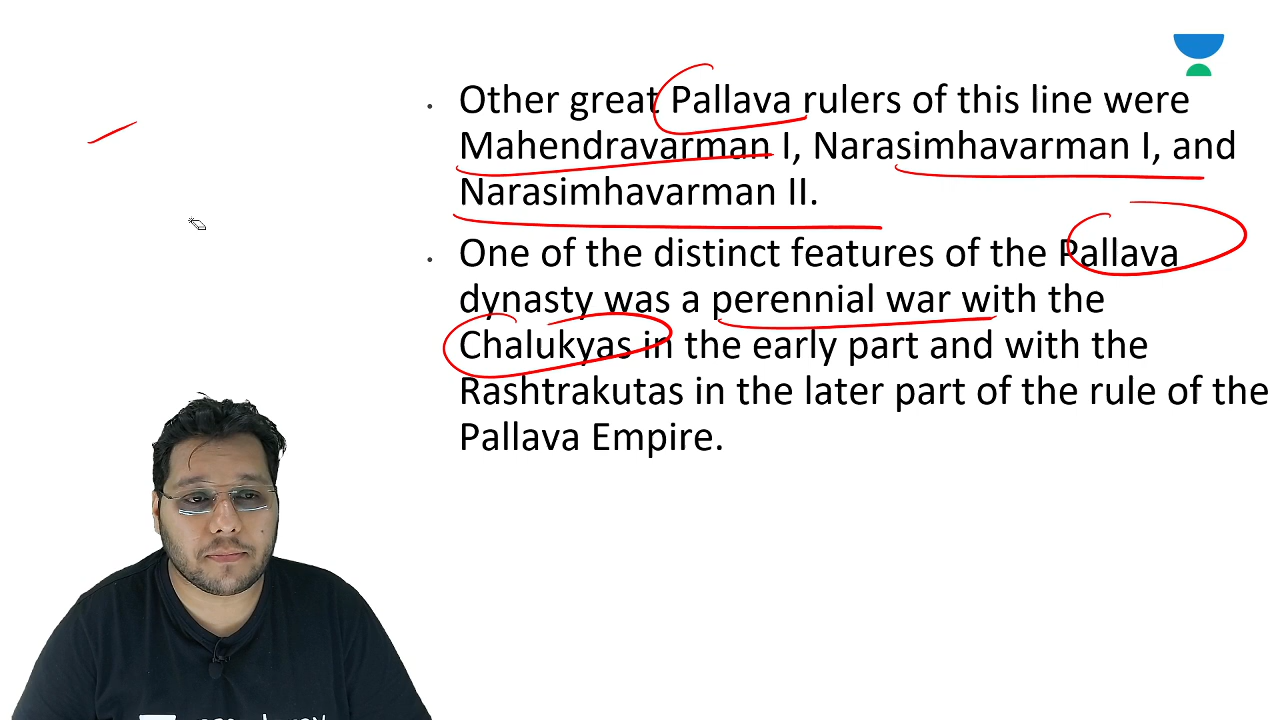 Other great Pallava rulers of this line were
Mahendravarman I, Narasimhavarman I, and
Narasimhavarman II.
One of the distinct features of the Pallava
dynasty was a perennial war with the
Chalukyas in the early part and with the
Rashtrakutas in the later part of the rule of the
Pallava Empire.